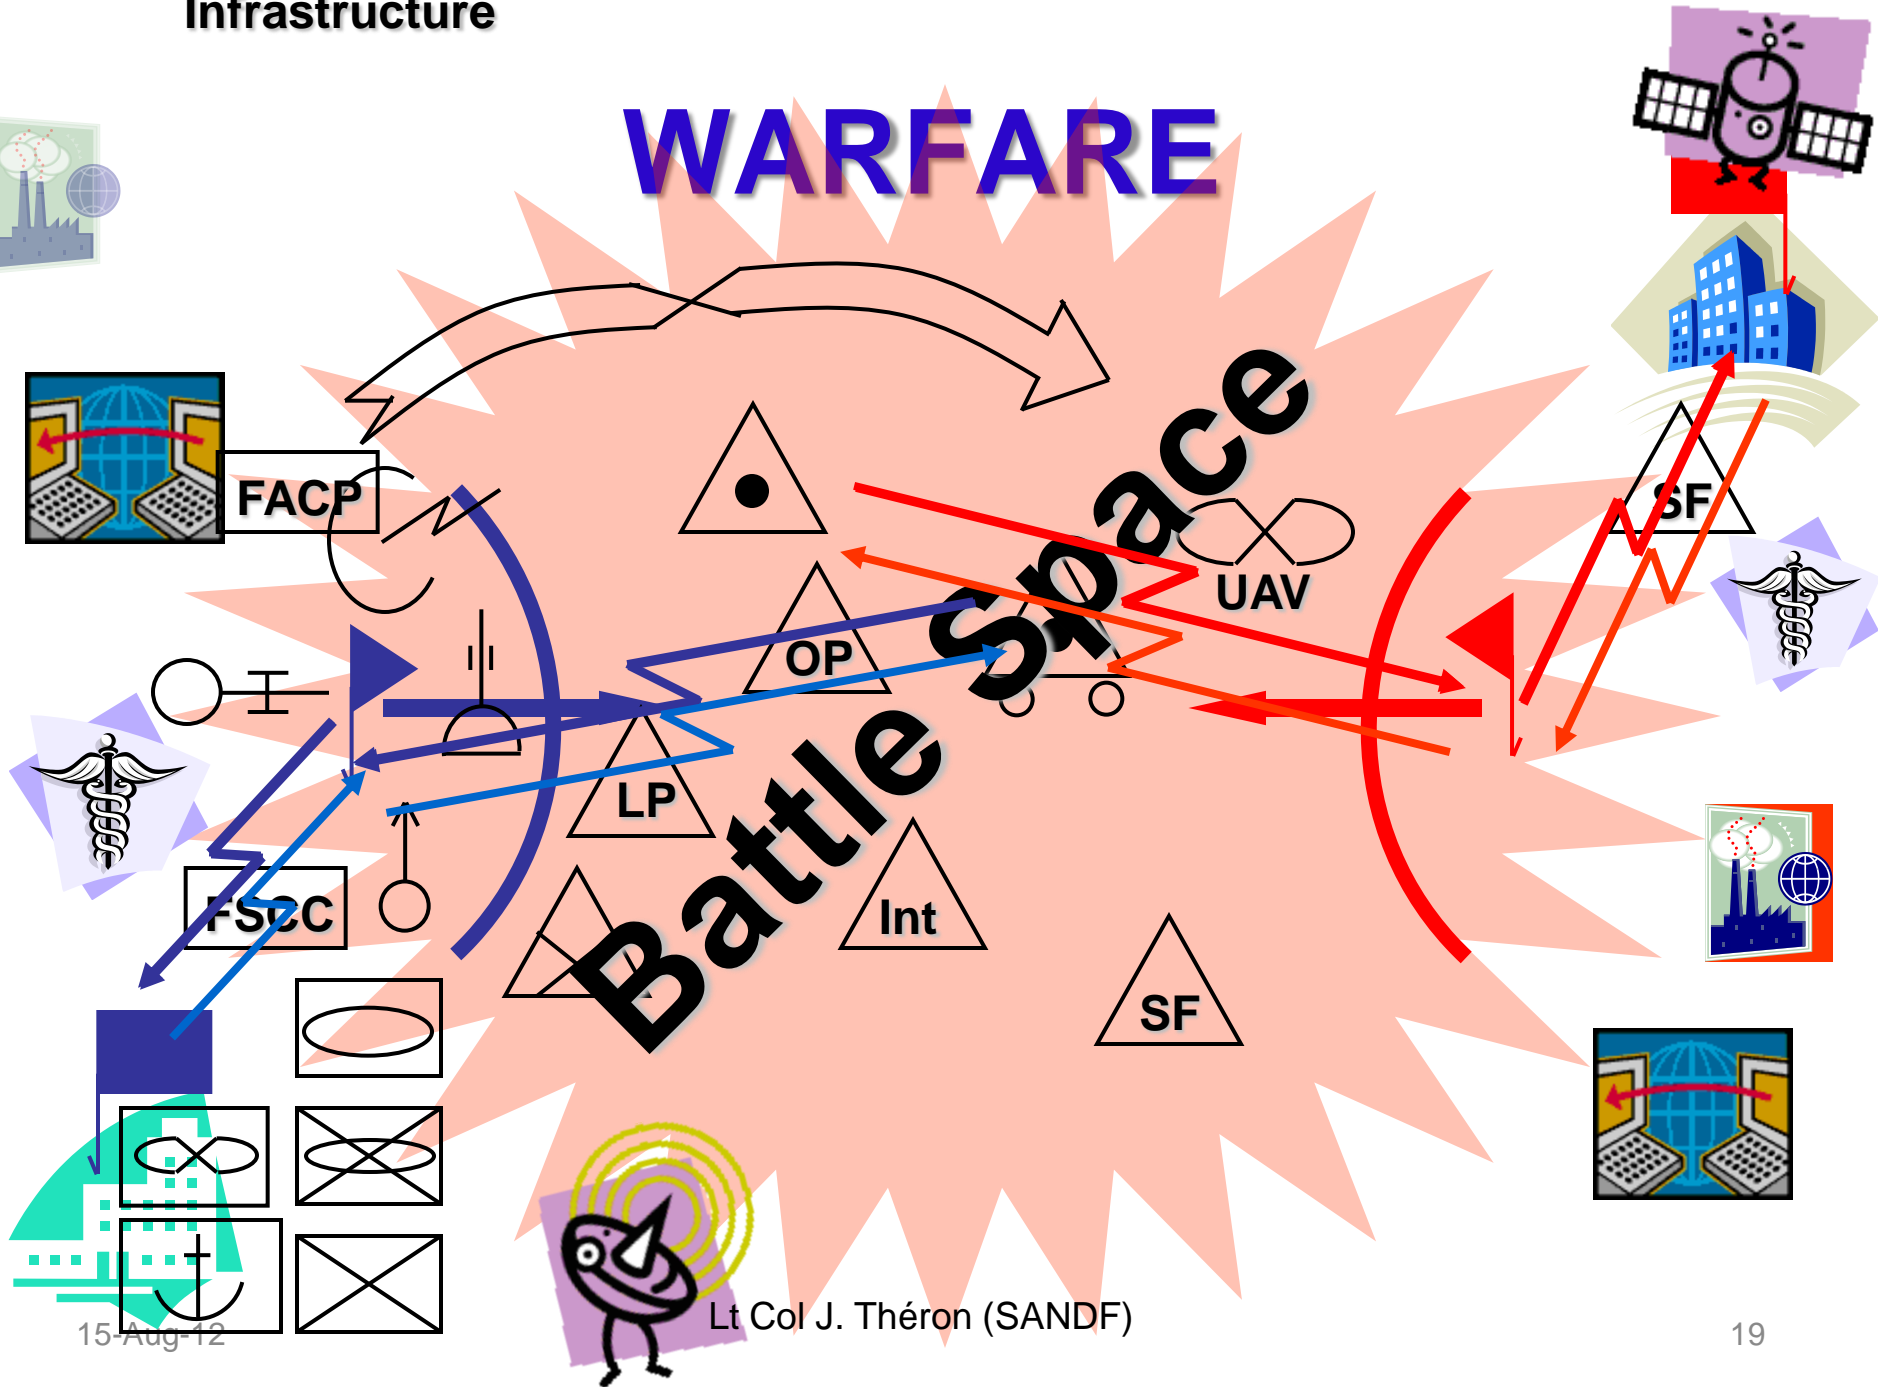 Infrastructure
WARFARE
FACP
SF
UAV
OP
Battle Space
LP
FSCC
Int
SF
Lt Col J. Théron (SANDF)
15-Aug-12
19